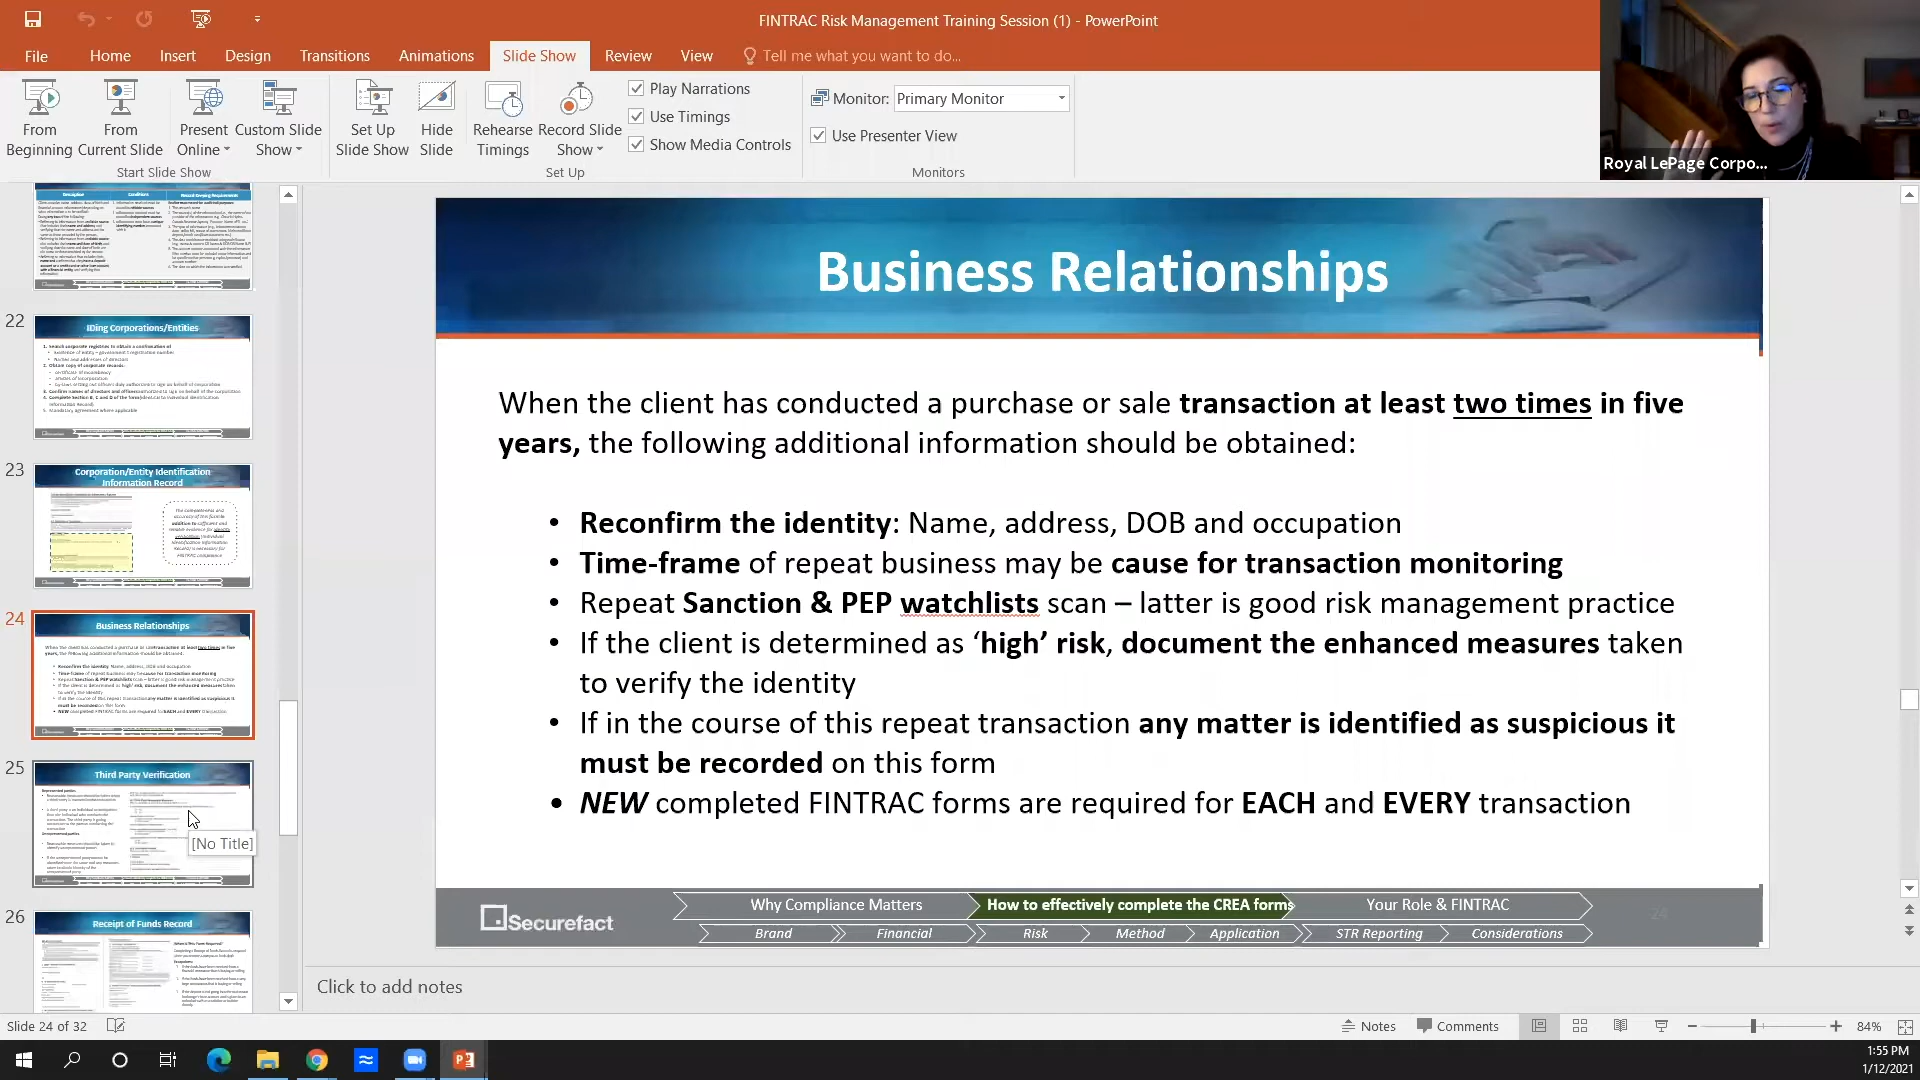 FINTRAC Risk Management Training Session (1) - PowerPoint
File Home Insert Design Transitions Animations Slide Show Review View Tell me what you want to do...
From Beginning
From Current Slide
Present Online
Custom Slide Show
Start Slide Show
Set Up Slide Show
Hide Slide
Rehearse Timings
Record Slide Show
Play Narrations
Use Timings
Show Media Controls
Set Up
Monitor: Primary Monitor
Use Presenter View
Monitors
Royal LePage Corpo...
22
IDing Corporations/Entities
23
Corporation/Entity Identification
Information Record
24
Business Relationships
25
Third Party Verification
[No Title]
26
Receipt of Funds Record
Business Relationships
When the client has conducted a purchase or sale transaction at least two times in five
years, the following additional information should be obtained:
• Reconfirm the identity: Name, address, DOB and occupation
• Time-frame of repeat business may be cause for transaction monitoring
• Repeat Sanction & PEP watchlists scan – latter is good risk management practice
• If the client is determined as ‘high’ risk, document the enhanced measures taken
to verify the identity
• If in the course of this repeat transaction any matter is identified as suspicious it
must be recorded on this form
• NEW completed FINTRAC forms are required for EACH and EVERY transaction
Securefact
Why Compliance Matters How to effectively complete the CREA forms Your Role & FINTRAC
Brand Financial Risk Method Application STR Reporting Considerations
24
Click to add notes
Slide 24 of 32
Notes Comments 84%
1:55 PM
1/12/2021